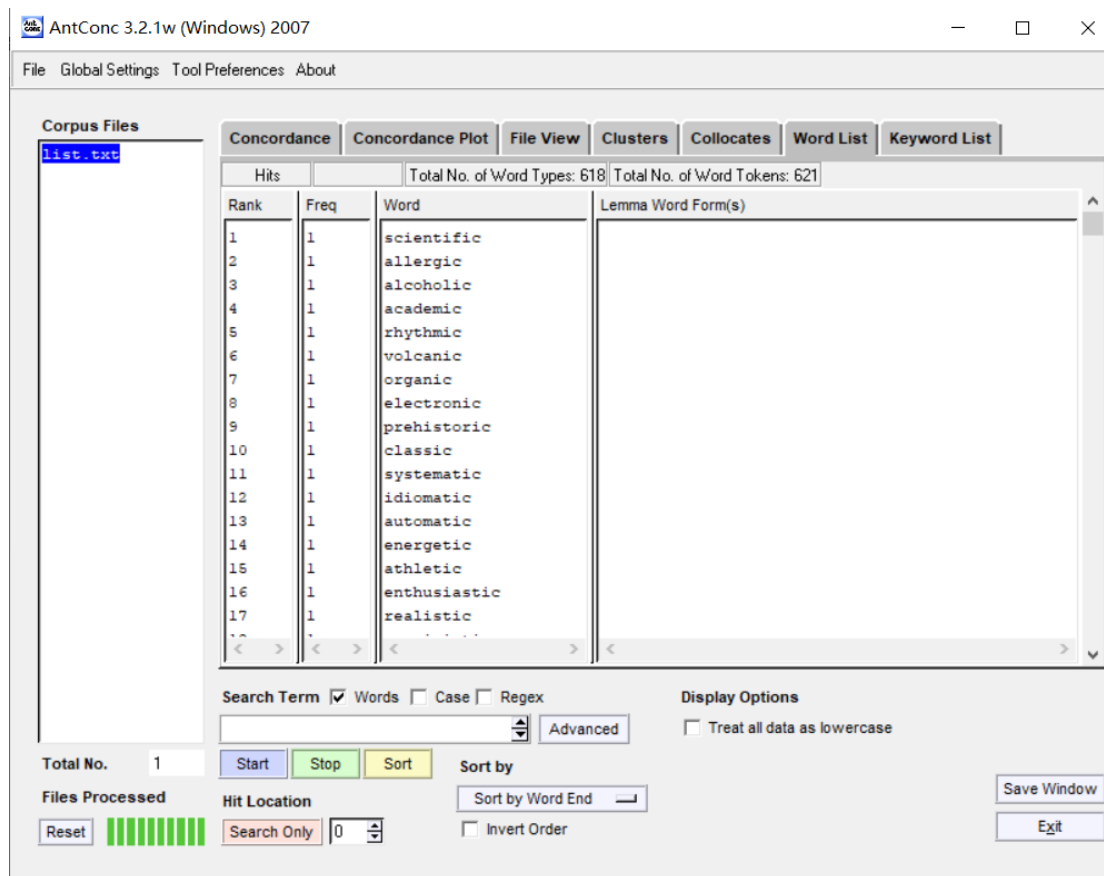 AntConc 3.2.1w (Windows) 2007
File Global Settings Tool Preferences About
Corpus Files
list.txt
Concordance Concordance Plot File View Clusters Collocates Word List Keyword List
Hits Total No. of Word Types: 618 Total No. of Word Tokens: 621
Rank Freq Word Lemma Word Form(s)
1 1 scientific
2 1 allergic
3 1 alcoholic
4 1 academic
5 1 rhythmic
6 1 volcanic
7 1 organic
8 1 electronic
9 1 prehistoric
10 1 classic
11 1 systematic
12 1 idiomatic
13 1 automatic
14 1 energetic
15 1 athletic
16 1 enthusiastic
17 1 realistic
Search Term Words Case Regex
Advanced
Display Options
Treat all data as lowercase
Total No. 1
Start Stop Sort
Sort by
Sort by Word End
Files Processed
Reset
Hit Location
Search Only 0
Invert Order
Save Window
Exit